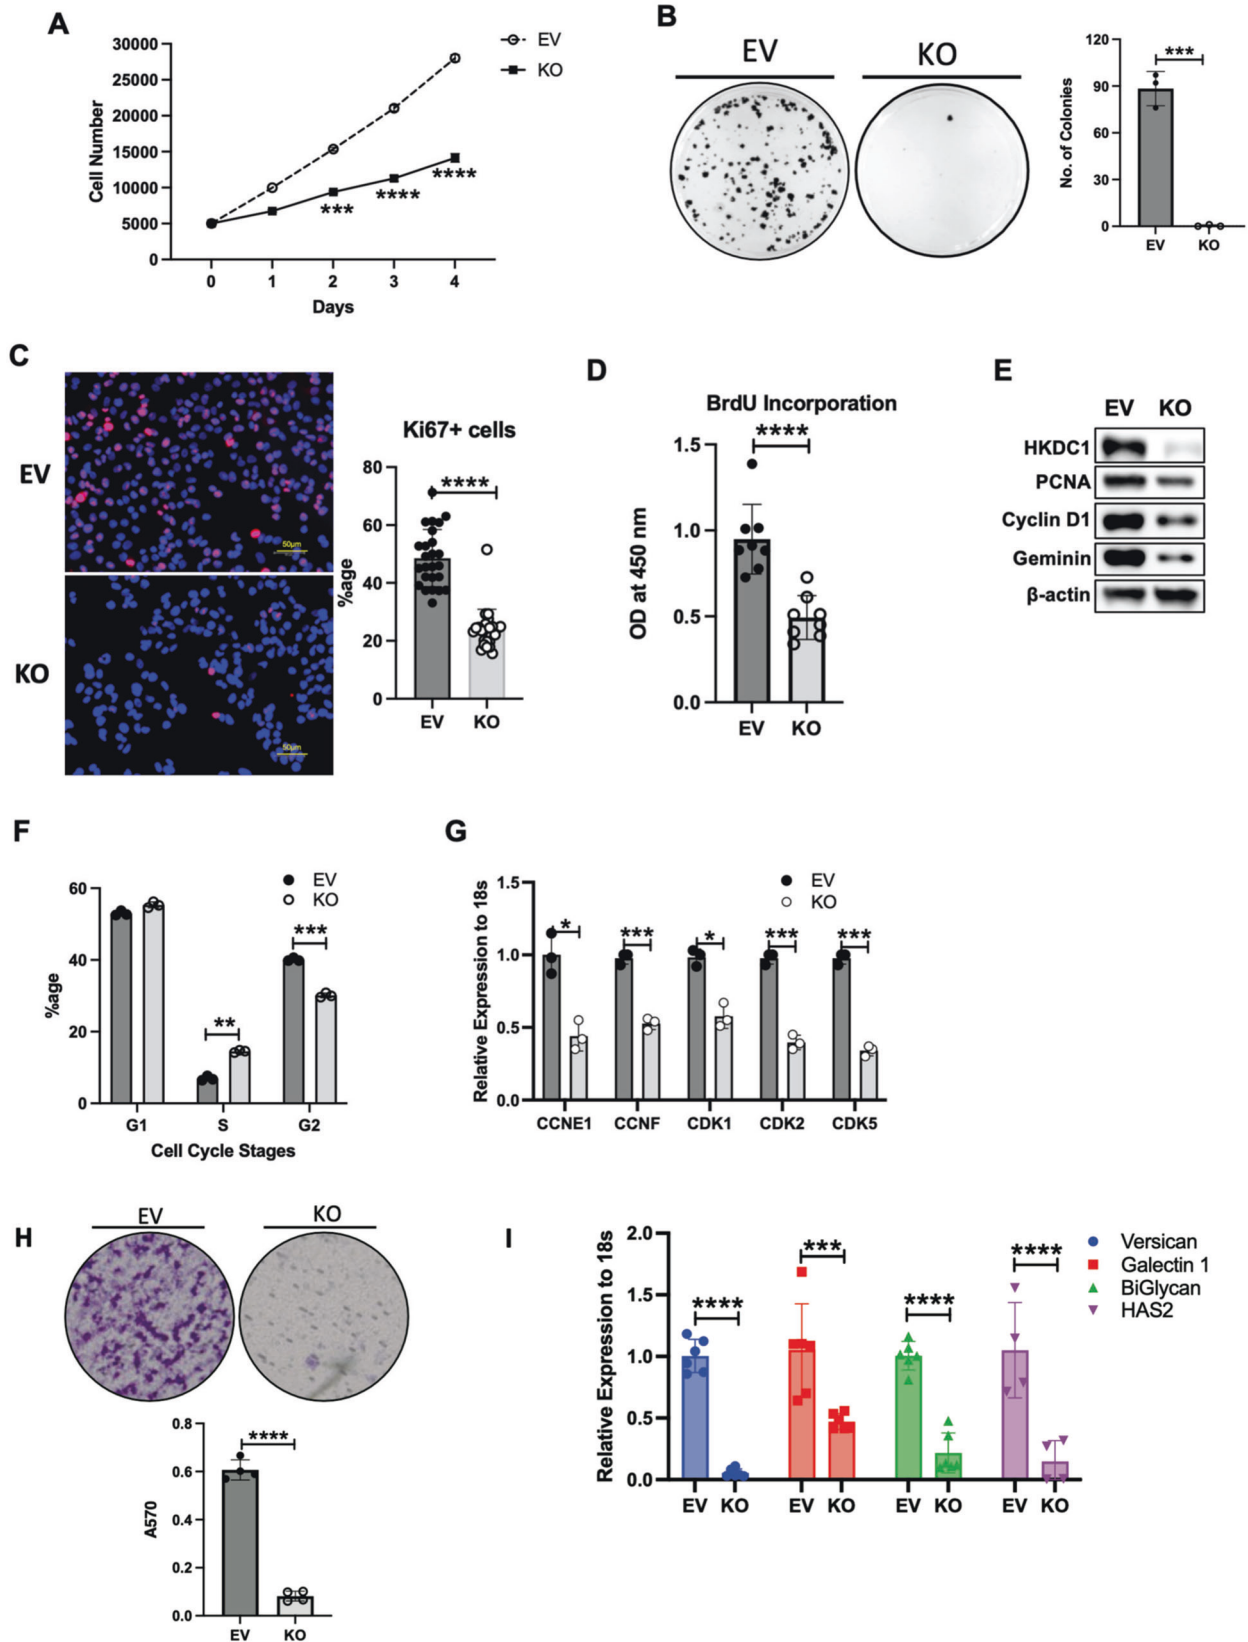 A
30000
25000
20000
15000
10000
5000
0
Cell Number
EV
KO
***
****
****
0 1 2 3 4
Days
B
EV KO
120
90
60
30
0
No. of Colonies
***
EV KO
C
EV
KO
50µm
50µm
Ki67+ cells
80
60
40
20
0
%age
****
EV KO
D
BrdU Incorporation
1.5
1.0
0.5
0.0
OD at 450 nm
****
EV KO
E
EV KO
HKDC1
PCNA
Cyclin D1
Geminin
β-actin
F
60
40
20
0
%age
EV
KO
**
***
G1 S G2
Cell Cycle Stages
G
1.5
1.0
0.5
0.0
Relative Expression to 18s
EV
KO
* *** * *** ***
CCNE1 CCNF CDK1 CDK2 CDK5
H
EV KO
0.8
0.6
0.4
0.2
0.0
A570
****
EV KO
I
2.0
1.5
1.0
0.5
0.0
Relative Expression to 18s
**** *** **** ****
EV KO EV KO EV KO EV KO
Versican
Galectin 1
BiGlycan
HAS2